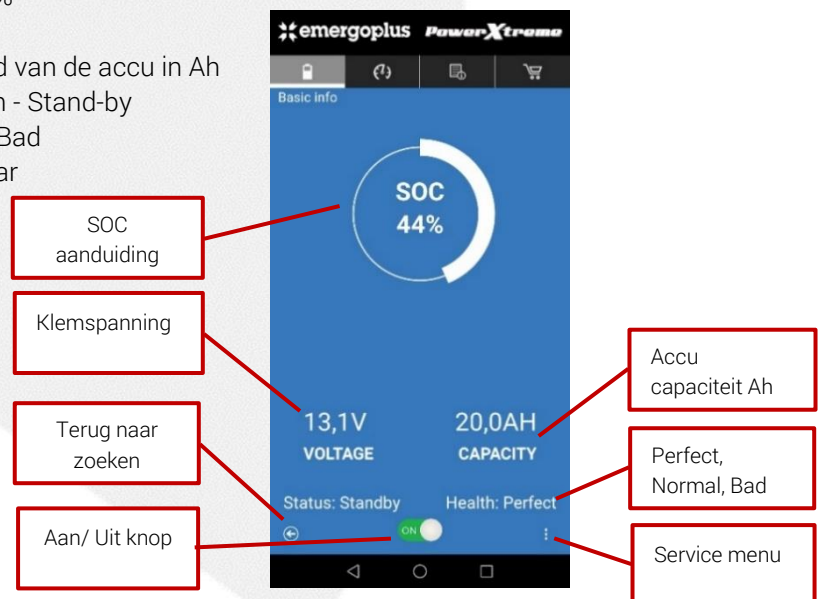 d van de accu in Ah
- Stand-by
Bad
emergoplus PowerXtreme
Basic info
SOC
44%
SOC
aanduiding
Klemspanning
Accu
capaciteit Ah
13,1V
20,0AH
VOLTAGE
CAPACITY
Terug naar
zoeken
Perfect,
Normal, Bad
Status: Standby
Health: Perfect
Aan/ Uit knop
ON
Service menu